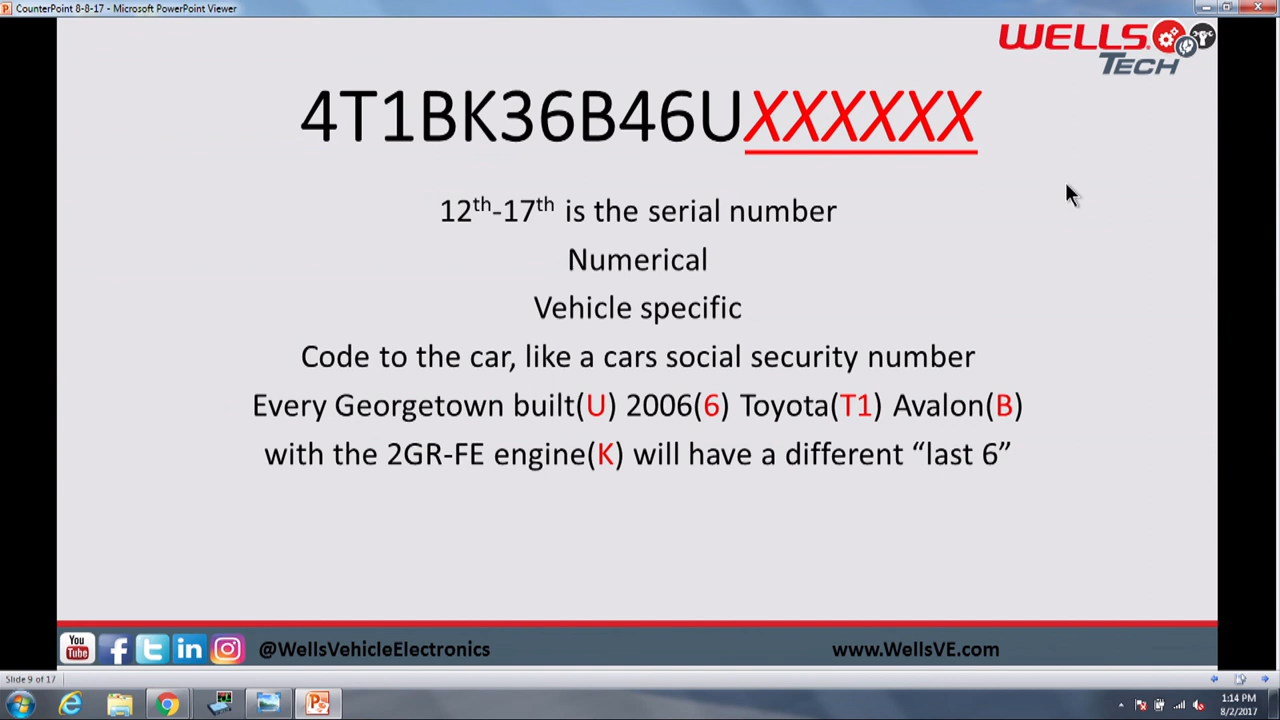 CounterPoint 8-8-17 - Microsoft PowerPoint Viewer
WELLS
TECH
4T1BK36B46UXXXXXX
12th-17th is the serial number
Numerical
Vehicle specific
Code to the car, like a cars social security number
Every Georgetown built(U) 2006(6) Toyota(T1) Avalon(B)
with the 2GR-FE engine(K) will have a different “last 6”
You Tube
@WellsVehicleElectronics
www.WellsVE.com
Slide 9 of 17
1:14 PM
8/2/2017